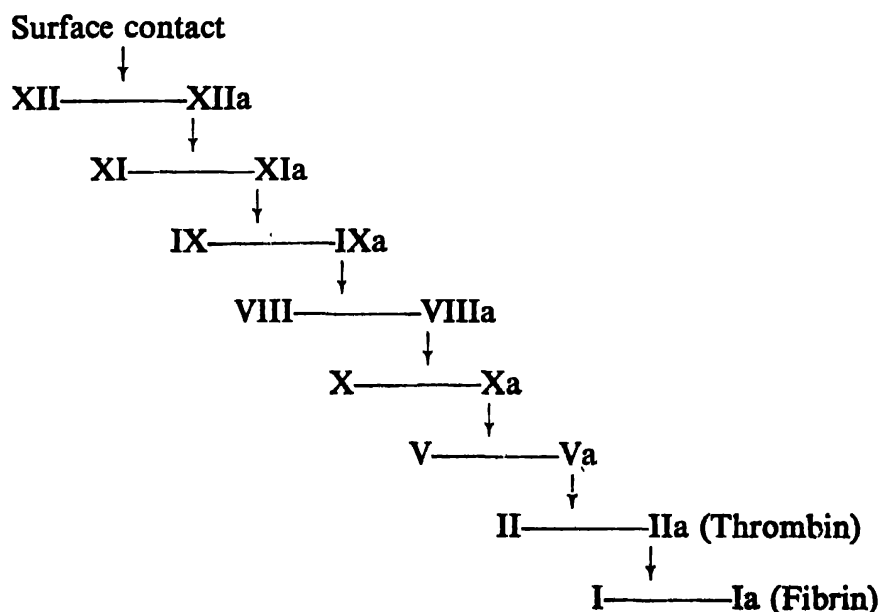 Surface contact
XII XIIa
XI XIa
IX IXa
VIII VIIIa
X Xa
V Va
II IIa (Thrombin)
I Ia (Fibrin)